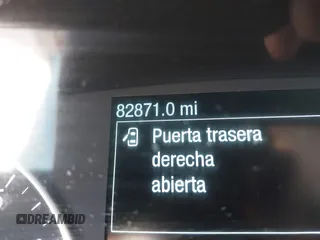 82871.0 mi
Puerta trasera
derecha
abierta
DREAMBID